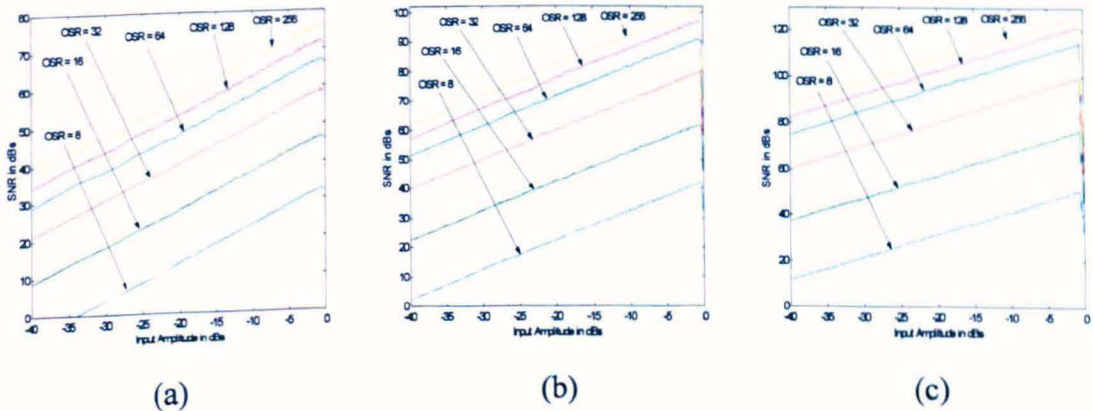 80
70
60
50
40
30
20
10
0
SNR in dBs
OSR = 32
OSR = 64
OSR = 128
OSR = 256
OSR = 16
OSR = 8
-40
-35
-30
-25
-20
-15
-10
-5
0
Input Amplitude in dBs
(a)
100
90
80
70
60
50
40
30
20
10
0
SNR in dBs
OSR = 32
OSR = 64
OSR = 128
OSR = 256
OSR = 16
OSR = 8
-40
-35
-30
-25
-20
-15
-10
-5
0
Input Amplitude in dBs
(b)
120
100
80
60
40
20
0
SNR in dBs
OSR = 32
OSR = 64
OSR = 128
OSR = 256
OSR = 16
OSR = 8
-40
-35
-30
-25
-20
-15
-10
-5
0
Input Amplitude in dBs
(c)